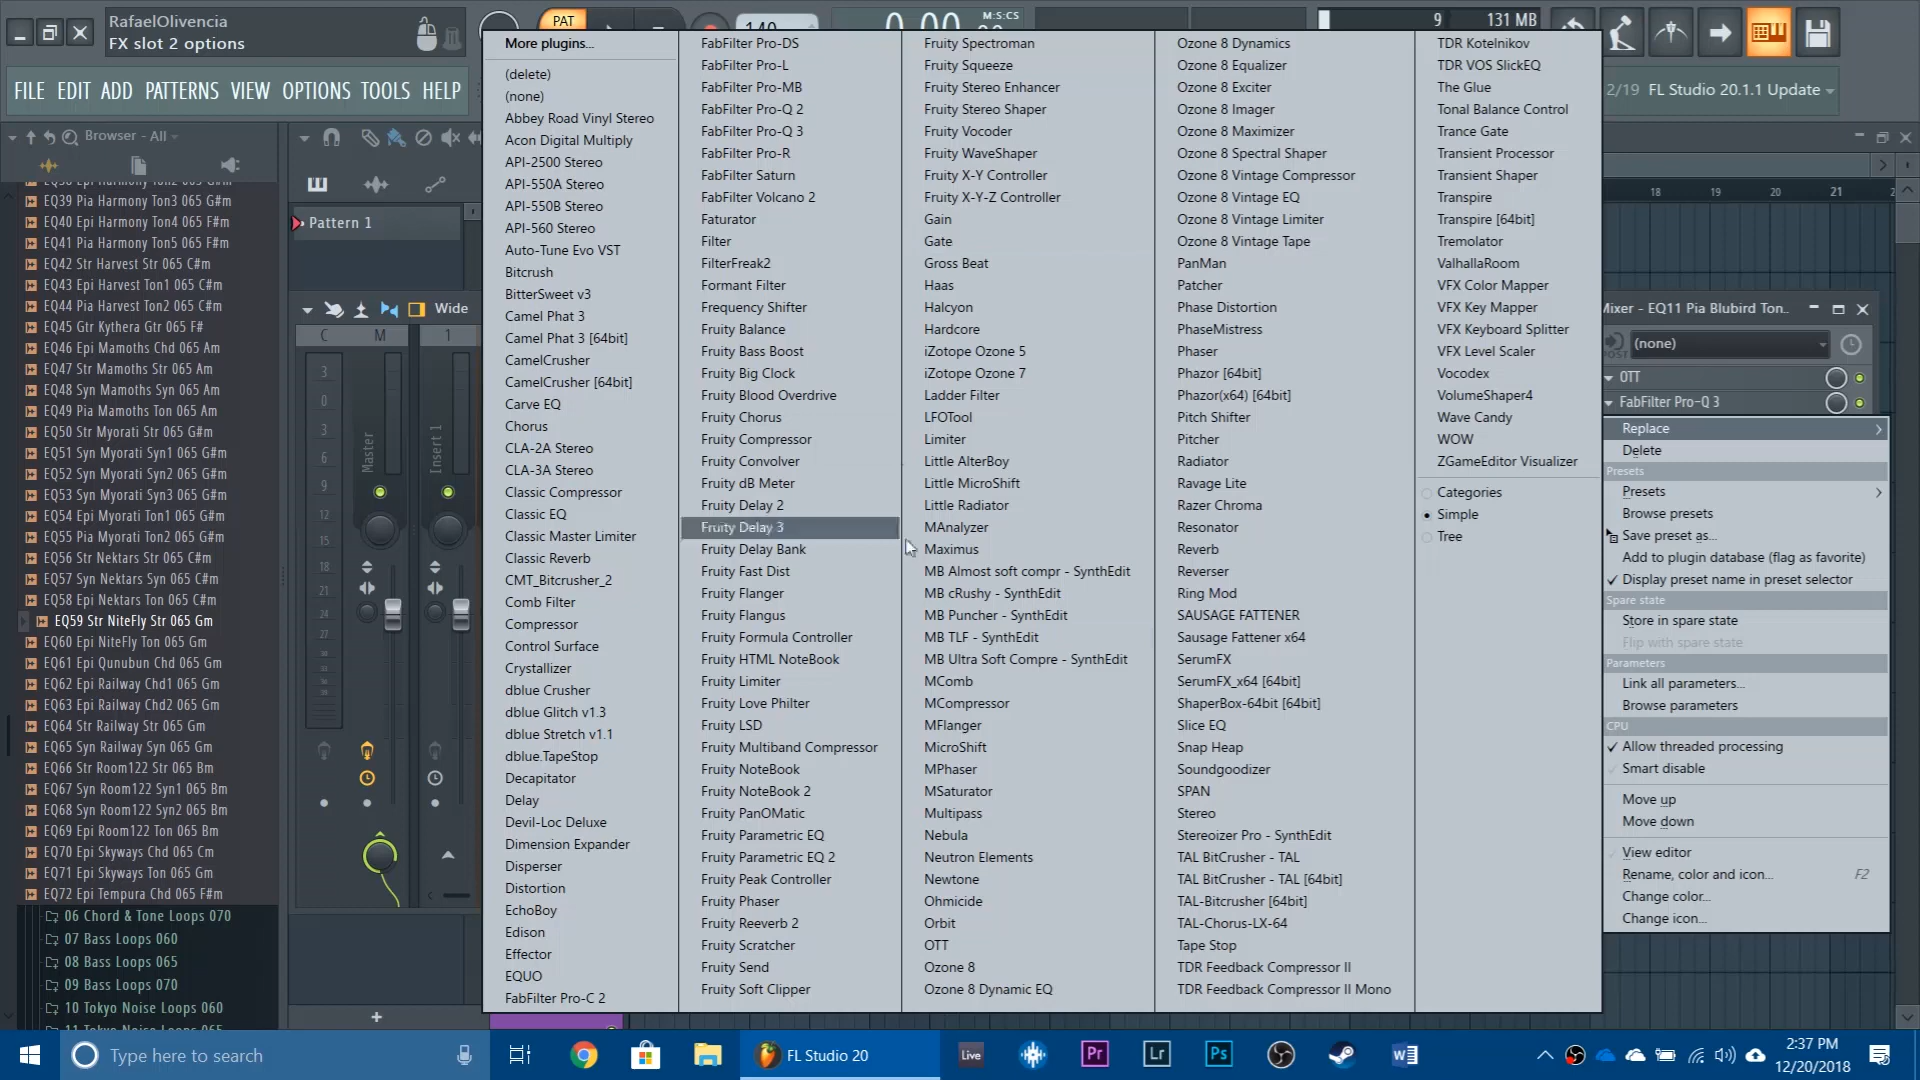 RafaelOlivencia
FX slot 2 options
PAT
140
0:00
M:S:CS
9
131 MB
FILE EDIT ADD PATTERNS VIEW OPTIONS TOOLS HELP
2/19 FL Studio 20.1.1 Update
Browser - All
EQ39 Pia Harmony Ton3 065 G#m
EQ40 Epi Harmony Ton4 065 F#m
EQ41 Pia Harmony Ton5 065 F#m
EQ42 Str Harvest Str 065 C#m
EQ43 Epi Harvest Ton1 065 C#m
EQ44 Pia Harvest Ton2 065 C#m
EQ45 Gtr Kythera Gtr 065 F#
EQ46 Epi Mamoths Chd 065 Am
EQ47 Str Mamoths Str 065 Am
EQ48 Syn Mamoths Syn 065 Am
EQ49 Pia Mamoths Ton 065 Am
EQ50 Str Myorati Str 065 G#m
EQ51 Syn Myorati Syn1 065 G#m
EQ52 Syn Myorati Syn2 065 G#m
EQ53 Syn Myorati Syn3 065 G#m
EQ54 Epi Myorati Ton1 065 G#m
EQ55 Pia Myorati Ton2 065 G#m
EQ56 Str Nektars Str 065 C#m
EQ57 Syn Nektars Syn 065 C#m
EQ58 Epi Nektars Ton 065 C#m
EQ59 Str NiteFly Str 065 Gm
EQ60 Epi NiteFly Ton 065 Gm
EQ61 Epi Qunubun Chd 065 Gm
EQ62 Epi Railway Chd1 065 Gm
EQ63 Epi Railway Chd2 065 Gm
EQ64 Str Railway Str 065 Gm
EQ65 Syn Railway Syn 065 Gm
EQ66 Str Room122 Str 065 Bm
EQ67 Syn Room122 Syn1 065 Bm
EQ68 Syn Room122 Syn2 065 Bm
EQ69 Epi Room122 Ton 065 Bm
EQ70 Epi Skyways Chd 065 Cm
EQ71 Epi Skyways Ton 065 Gm
EQ72 Epi Tempura Chd 065 F#m
06 Chord & Tone Loops 070
07 Bass Loops 060
08 Bass Loops 065
09 Bass Loops 070
10 Tokyo Noise Loops 060
11 Tokyo Noise Loops 065
Pattern 1
Wide
C M 1
3
0
3
6
9
12
15
18
21
24
27
Master
Insert 1
More plugins...
(delete)
(none)
Abbey Road Vinyl Stereo
Acon Digital Multiply
API-2500 Stereo
API-550A Stereo
API-550B Stereo
API-560 Stereo
Auto-Tune Evo VST
Bitcrush
BitterSweet v3
Camel Phat 3
Camel Phat 3 [64bit]
CamelCrusher
CamelCrusher [64bit]
Carve EQ
Chorus
CLA-2A Stereo
CLA-3A Stereo
Classic Compressor
Classic EQ
Classic Master Limiter
Classic Reverb
CMT_Bitcrusher_2
Comb Filter
Compressor
Control Surface
Crystallizer
dblue Crusher
dblue Glitch v1.3
dblue Stretch v1.1
dblue.TapeStop
Decapitator
Delay
Devil-Loc Deluxe
Dimension Expander
Disperser
Distortion
EchoBoy
Edison
Effector
EQUO
FabFilter Pro-C 2
FabFilter Pro-DS
FabFilter Pro-L
FabFilter Pro-MB
FabFilter Pro-Q 2
FabFilter Pro-Q 3
FabFilter Pro-R
FabFilter Saturn
FabFilter Volcano 2
Faturator
Filter
FilterFreak2
Formant Filter
Frequency Shifter
Fruity Balance
Fruity Bass Boost
Fruity Big Clock
Fruity Blood Overdrive
Fruity Chorus
Fruity Compressor
Fruity Convolver
Fruity dB Meter
Fruity Delay 2
Fruity Delay 3
Fruity Delay Bank
Fruity Fast Dist
Fruity Flanger
Fruity Flangus
Fruity Formula Controller
Fruity HTML NoteBook
Fruity Limiter
Fruity Love Philter
Fruity LSD
Fruity Multiband Compressor
Fruity NoteBook
Fruity NoteBook 2
Fruity PanOMatic
Fruity Parametric EQ
Fruity Parametric EQ 2
Fruity Peak Controller
Fruity Phaser
Fruity Reeverb 2
Fruity Scratcher
Fruity Send
Fruity Soft Clipper
Fruity Spectroman
Fruity Squeeze
Fruity Stereo Enhancer
Fruity Stereo Shaper
Fruity Vocoder
Fruity WaveShaper
Fruity X-Y Controller
Fruity X-Y-Z Controller
Gain
Gate
Gross Beat
Haas
Halcyon
Hardcore
iZotope Ozone 5
iZotope Ozone 7
Ladder Filter
LFOTool
Limiter
Little AlterBoy
Little MicroShift
Little Radiator
MAnalyzer
Maximus
MB Almost soft compr - SynthEdit
MB cRushy - SynthEdit
MB Puncher - SynthEdit
MB TLF - SynthEdit
MB Ultra Soft Compre - SynthEdit
MComb
MCompressor
MFlanger
MicroShift
MPhaser
MSaturator
Multipass
Nebula
Neutron Elements
Newtone
Ohmicide
Orbit
OTT
Ozone 8
Ozone 8 Dynamic EQ
Ozone 8 Dynamics
Ozone 8 Equalizer
Ozone 8 Exciter
Ozone 8 Imager
Ozone 8 Maximizer
Ozone 8 Spectral Shaper
Ozone 8 Vintage Compressor
Ozone 8 Vintage EQ
Ozone 8 Vintage Limiter
Ozone 8 Vintage Tape
PanMan
Patcher
Phase Distortion
PhaseMistress
Phaser
Phazor [64bit]
Phazor(x64) [64bit]
Pitch Shifter
Pitcher
Radiator
Ravage Lite
Razer Chroma
Resonator
Reverb
Reverser
Ring Mod
SAUSAGE FATTENER
Sausage Fattener x64
SerumFX
SerumFX_x64 [64bit]
ShaperBox-64bit [64bit]
Slice EQ
Snap Heap
Soundgoodizer
SPAN
Stereo
Stereoizer Pro - SynthEdit
TAL BitCrusher - TAL
TAL BitCrusher - TAL [64bit]
TAL-Bitcrusher [64bit]
TAL-Chorus-LX-64
Tape Stop
TDR Feedback Compressor II
TDR Feedback Compressor II Mono
TDR Kotelnikov
TDR VOS SlickEQ
The Glue
Tonal Balance Control
Trance Gate
Transient Processor
Transient Shaper
Transpire
Transpire [64bit]
Tremolator
ValhallaRoom
VFX Color Mapper
VFX Key Mapper
VFX Keyboard Splitter
VFX Level Scaler
Vocodex
VolumeShaper4
Wave Candy
WOW
ZGameEditor Visualizer
Categories
Simple
Tree
18 19 20 21
Mixer - EQ11 Pia Blubird Ton..
(none)
POST
OTT
FabFilter Pro-Q 3
Replace
Delete
Presets
Presets
Browse presets
Save preset as...
Add to plugin database (flag as favorite)
Display preset name in preset selector
Spare state
Store in spare state
Flip with spare state
Parameters
Link all parameters...
Browse parameters
CPU
Allow threaded processing
Smart disable
Move up
Move down
View editor
Rename, color and icon... F2
Change color...
Change icon...
Type here to search
FL Studio 20
Live
Pr
Lr
Ps
2:37 PM
12/20/2018